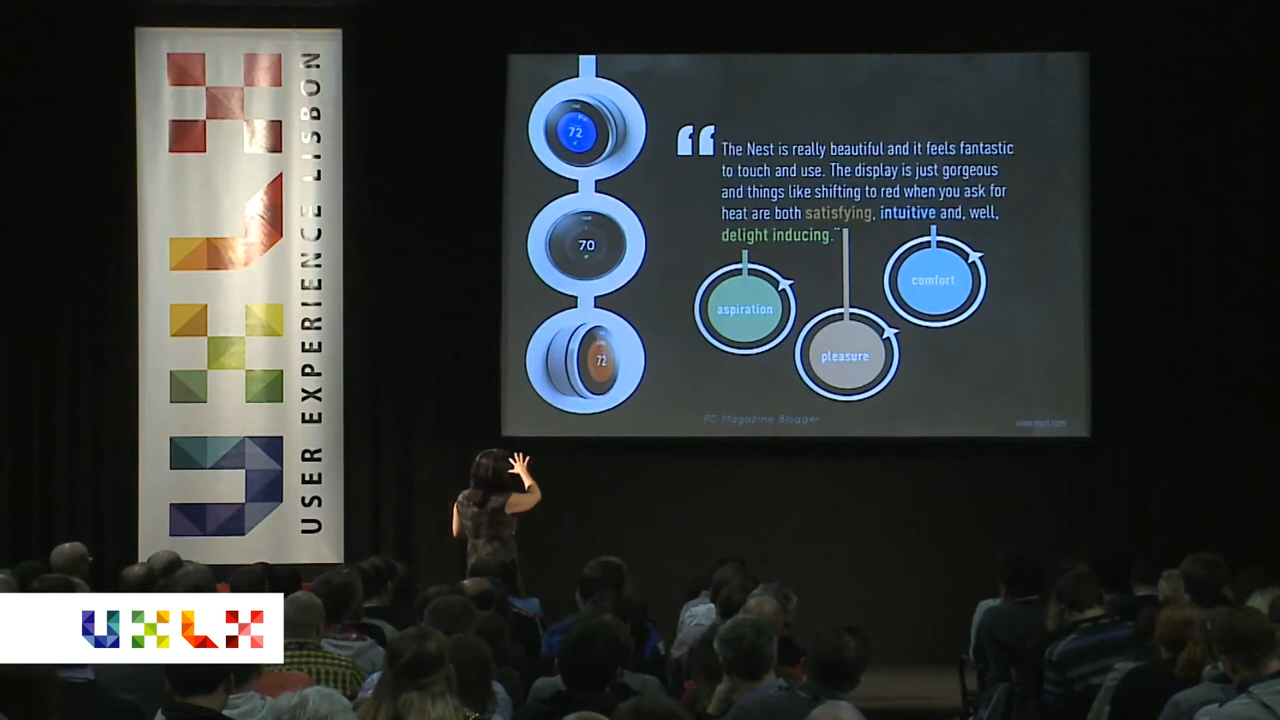 UXLX
USER EXPERIENCE LISBON
72
70
72
“
The Nest is really beautiful and it feels fantastic
to touch and use. The display is just gorgeous
and things like shifting to red when you ask for
heat are both satisfying, intuitive and, well,
delight inducing.¨
aspiration
pleasure
comfort
PC Magazine Blogger
www.nest.com
UXLX